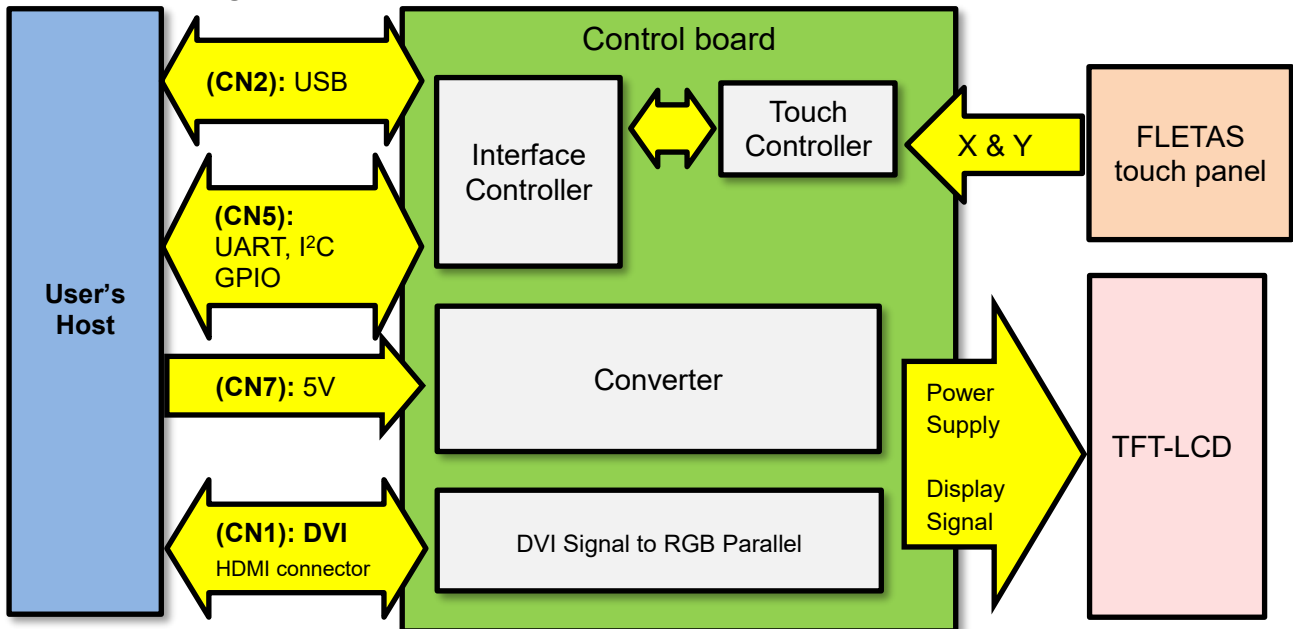 Control board
(CN2): USB
Interface
Controller
Touch
Controller
X & Y
FLETAS
touch panel
(CN5):
UART, I²C
GPIO
User's
Host
(CN7): 5V
Converter
Power
Supply
Display
Signal
TFT-LCD
(CN1): DVI
HDMI connector
DVI Signal to RGB Parallel